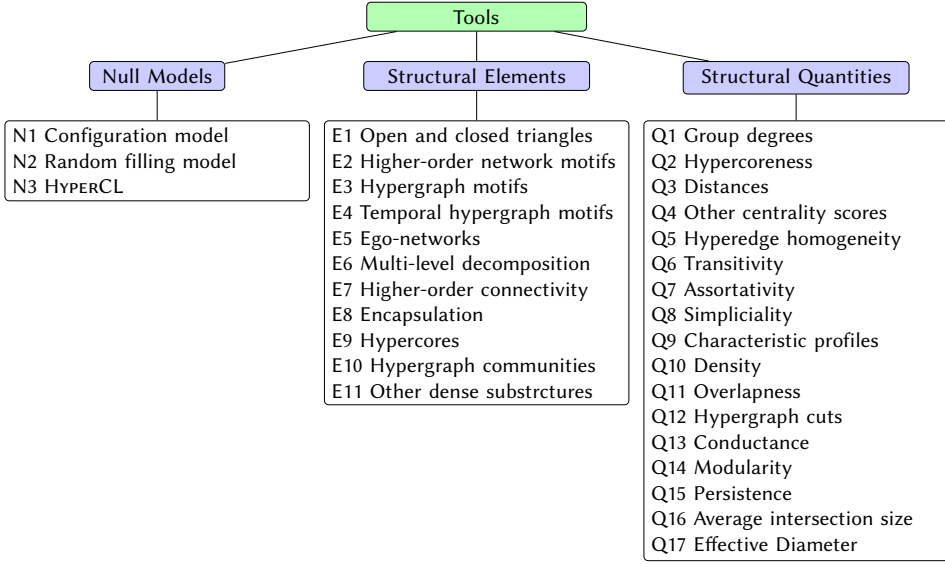 Tools
Null Models
Structural Elements
Structural Quantities
N1 Configuration model
N2 Random filling model
N3 HYPERCL
E1 Open and closed triangles
E2 Higher-order network motifs
E3 Hypergraph motifs
E4 Temporal hypergraph motifs
E5 Ego-networks
E6 Multi-level decomposition
E7 Higher-order connectivity
E8 Encapsulation
E9 Hypercores
E10 Hypergraph communities
E11 Other dense substrctures
Q1 Group degrees
Q2 Hypercoreness
Q3 Distances
Q4 Other centrality scores
Q5 Hyperedge homogeneity
Q6 Transitivity
Q7 Assortativity
Q8 Simpliciality
Q9 Characteristic profiles
Q10 Density
Q11 Overlapness
Q12 Hypergraph cuts
Q13 Conductance
Q14 Modularity
Q15 Persistence
Q16 Average intersection size
Q17 Effective Diameter